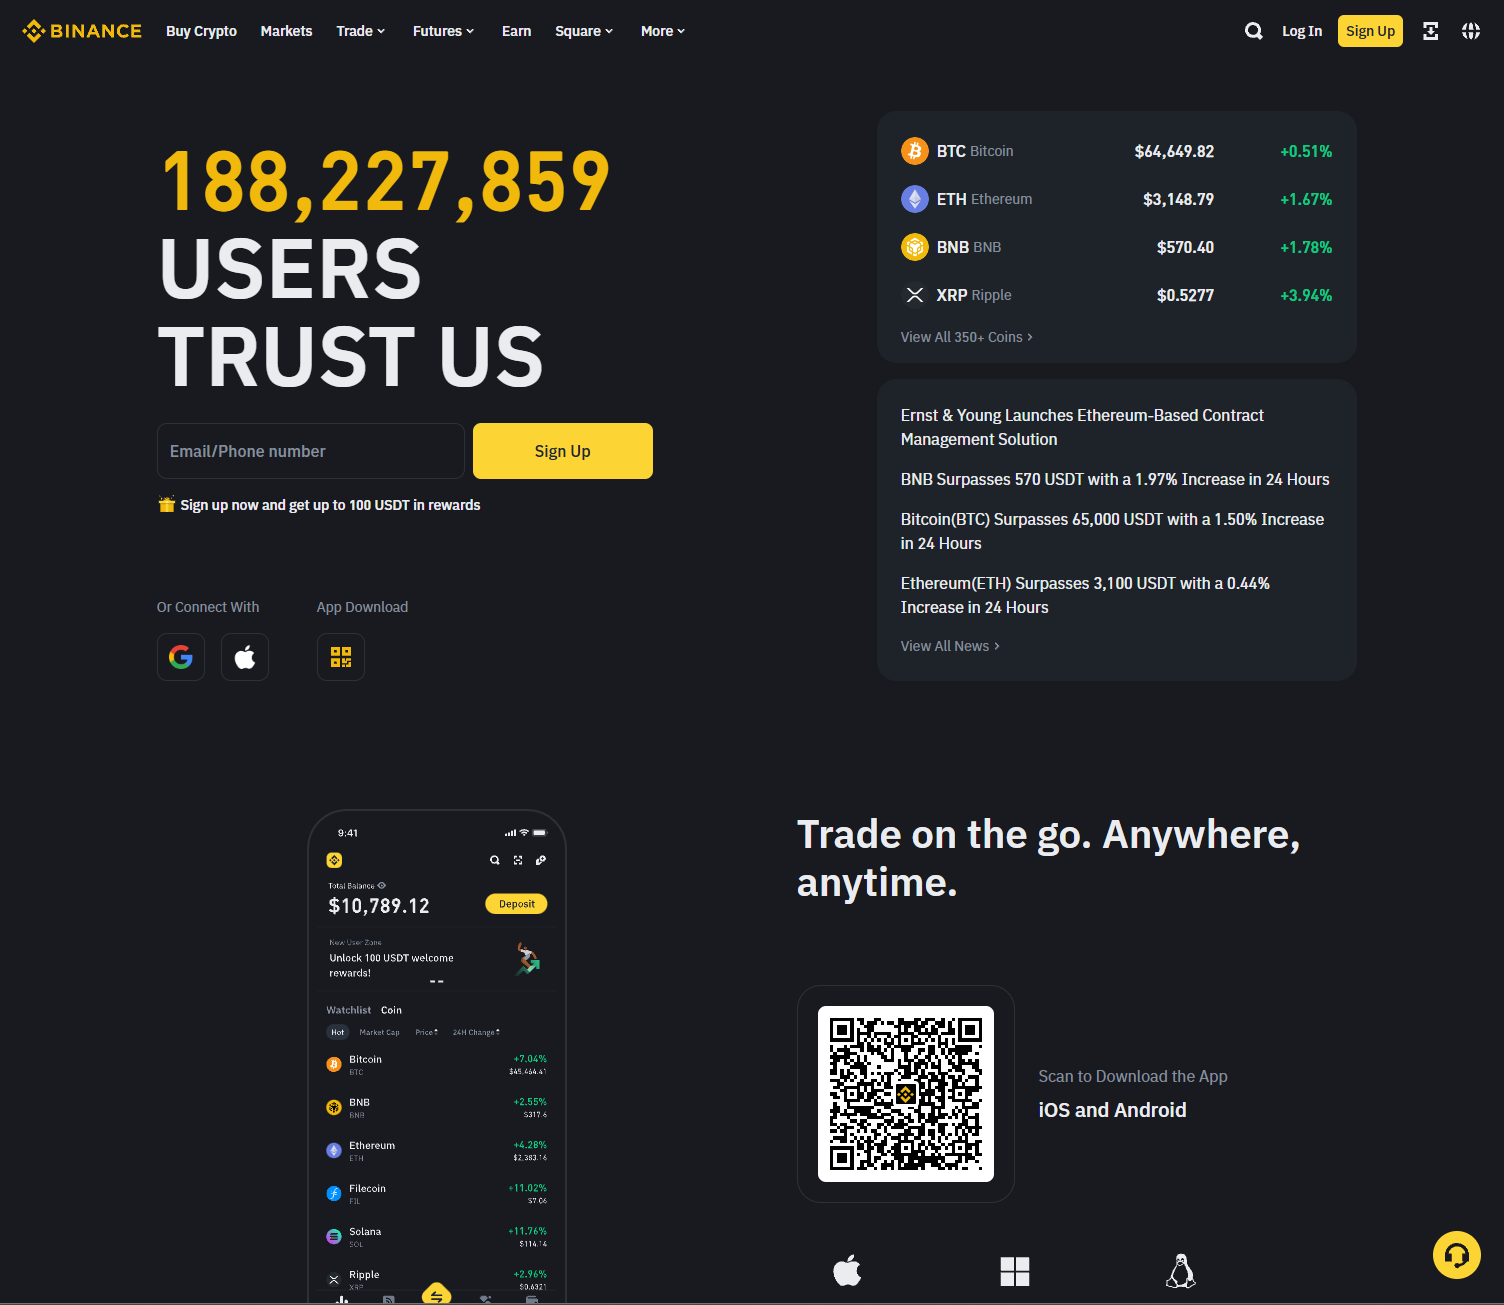 BINANCE
Buy Crypto
Markets
Trade
Futures
Earn
Square
More
Log In
Sign Up
188,227,859
USERS
TRUST US
Email/Phone number
Sign Up
Sign up now and get up to 100 USDT in rewards
Or Connect With
App Download
BTC Bitcoin $64,649.82 +0.51%
ETH Ethereum $3,148.79 +1.67%
BNB BNB $570.40 +1.78%
XRP Ripple $0.5277 +3.94%
View All 350+ Coins
Ernst & Young Launches Ethereum-Based Contract
Management Solution
BNB Surpasses 570 USDT with a 1.97% Increase in 24 Hours
Bitcoin(BTC) Surpasses 65,000 USDT with a 1.50% Increase
in 24 Hours
Ethereum(ETH) Surpasses 3,100 USDT with a 0.44%
Increase in 24 Hours
View All News
9:41
Total Balance
$10,789.12
Deposit
New User Zone
Unlock 100 USDT welcome
rewards!
Watchlist Coin
Hot Market Cap Price 24H Change
Bitcoin +7.04%
BTC $45,464.41
BNB +2.55%
BNB $317.6
Ethereum +4.28%
ETH $2,383.16
Filecoin +11.02%
FIL $7.06
Solana +11.76%
SOL $114.14
Ripple +2.96%
XRP $0.6321
Trade on the go. Anywhere,
anytime.
Scan to Download the App
iOS and Android